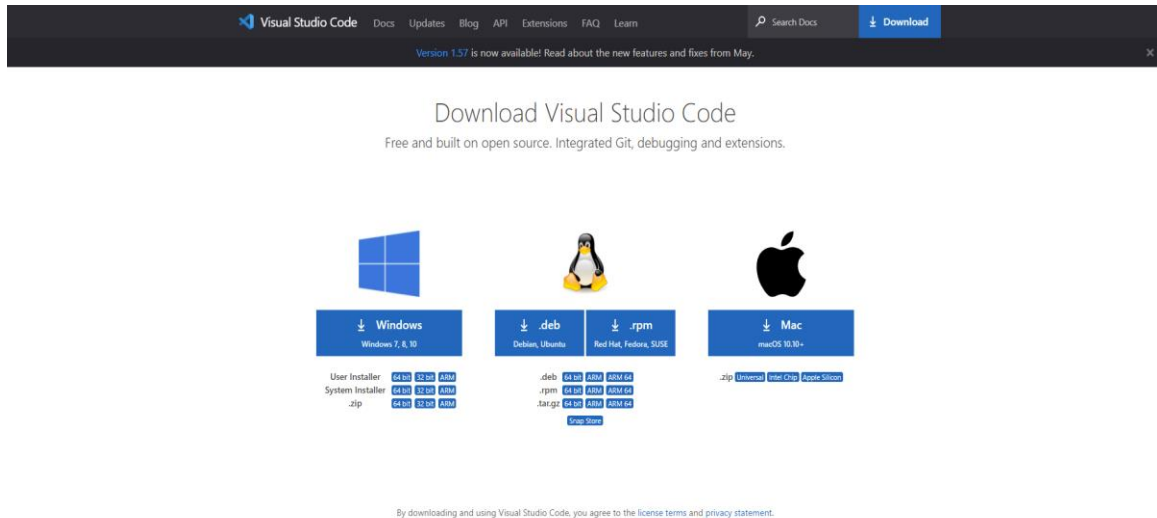 Visual Studio Code Docs Updates Blog API Extensions FAQ Learn Search Docs Download
Version 1.57 is now available! Read about the new features and fixes from May.
Download Visual Studio Code
Free and built on open source. Integrated Git, debugging and extensions.
Windows
Windows 7, 8, 10
User Installer 64 bit 32 bit ARM
System Installer 64 bit 32 bit ARM
.zip 64 bit 32 bit ARM
.deb
Debian, Ubuntu
.rpm
Red Hat, Fedora, SUSE
.deb 64 bit ARM ARM 64
.rpm 64 bit ARM ARM 64
.tar.gz 64 bit ARM ARM 64
Snap Store
Mac
macOS 10.10+
.zip Universal Intel Chip Apple Silicon
By downloading and using Visual Studio Code, you agree to the license terms and privacy statement.